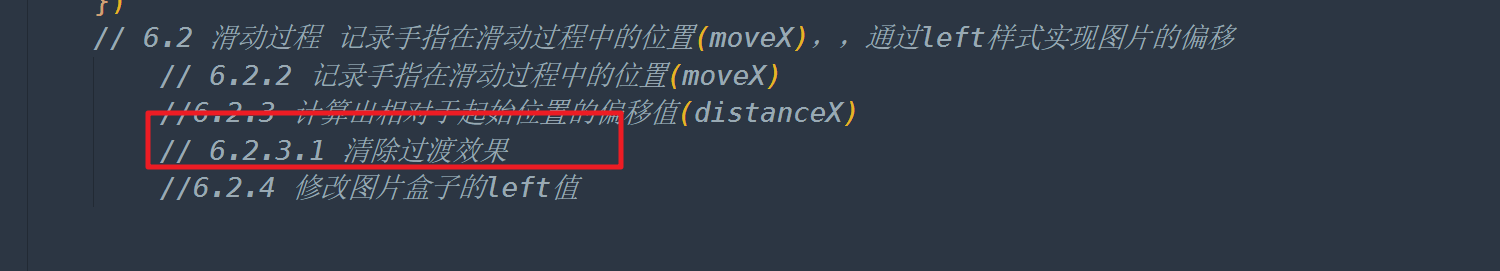 })
// 6.2 滑动过程 记录手指在滑动过程中的位置(moveX)，，通过left样式实现图片的偏移
// 6.2.2 记录手指在滑动过程中的位置(moveX)
//6.2.3 计算出相对于起始位置的偏移值(distanceX)
// 6.2.3.1 清除过渡效果
//6.2.4 修改图片盒子的left值